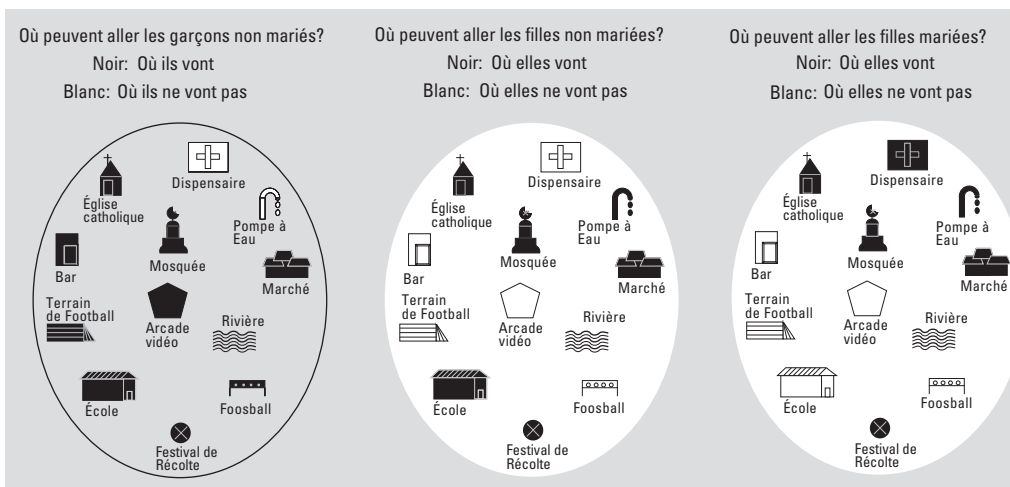 Où peuvent aller les garçons non mariés?
Noir: Où ils vont
Blanc: Où ils ne vont pas
Église
catholique
Dispensaire
Pompe à
Eau
Bar
Mosquée
Marché
Terrain
de Football
Arcade
vidéo
Rivière
École
Foosball
Festival de
Récolte
Où peuvent aller les filles non mariées?
Noir: Où elles vont
Blanc: Où elles ne vont pas
Église
catholique
Dispensaire
Pompe à
Eau
Bar
Mosquée
Marché
Terrain
de Football
Arcade
vidéo
Rivière
École
Foosball
Festival de
Récolte
Où peuvent aller les filles mariées?
Noir: Où elles vont
Blanc: Où elles ne vont pas
Église
catholique
Dispensaire
Pompe à
Eau
Bar
Mosquée
Marché
Terrain
de Football
Arcade
vidéo
Rivière
École
Foosball
Festival de
Récolte